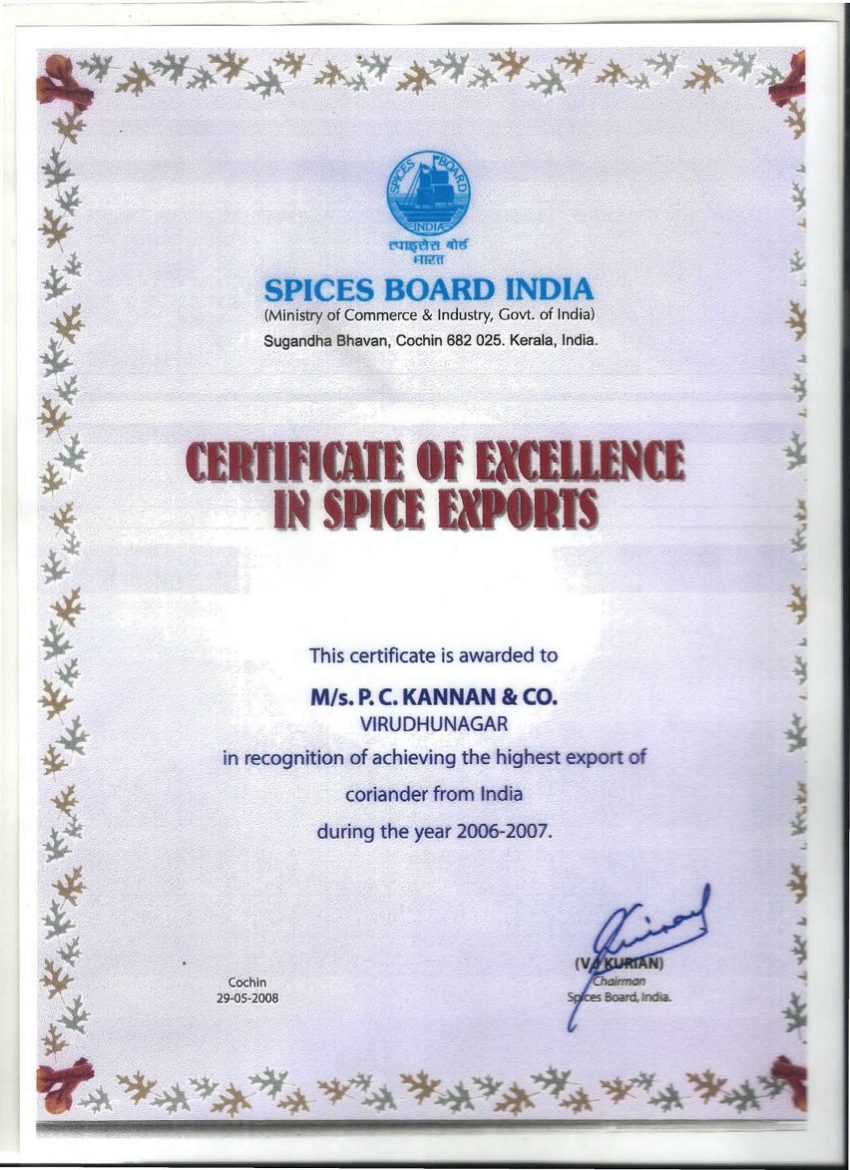 SPICES BOARD
INDIA
स्पाइसेस बोर्ड
भारत
SPICES BOARD INDIA
(Ministry of Commerce & Industry, Govt. of India)
Sugandha Bhavan, Cochin 682 025. Kerala, India.
CERTIFICATE OF EXCELLENCE
IN SPICE EXPORTS
This certificate is awarded to
M/s. P. C. KANNAN & CO.
VIRUDHUNAGAR
in recognition of achieving the highest export of
coriander from India
during the year 2006-2007.
(V J KURIAN)
Cochin
Chairman
29-05-2008
Spices Board, India.